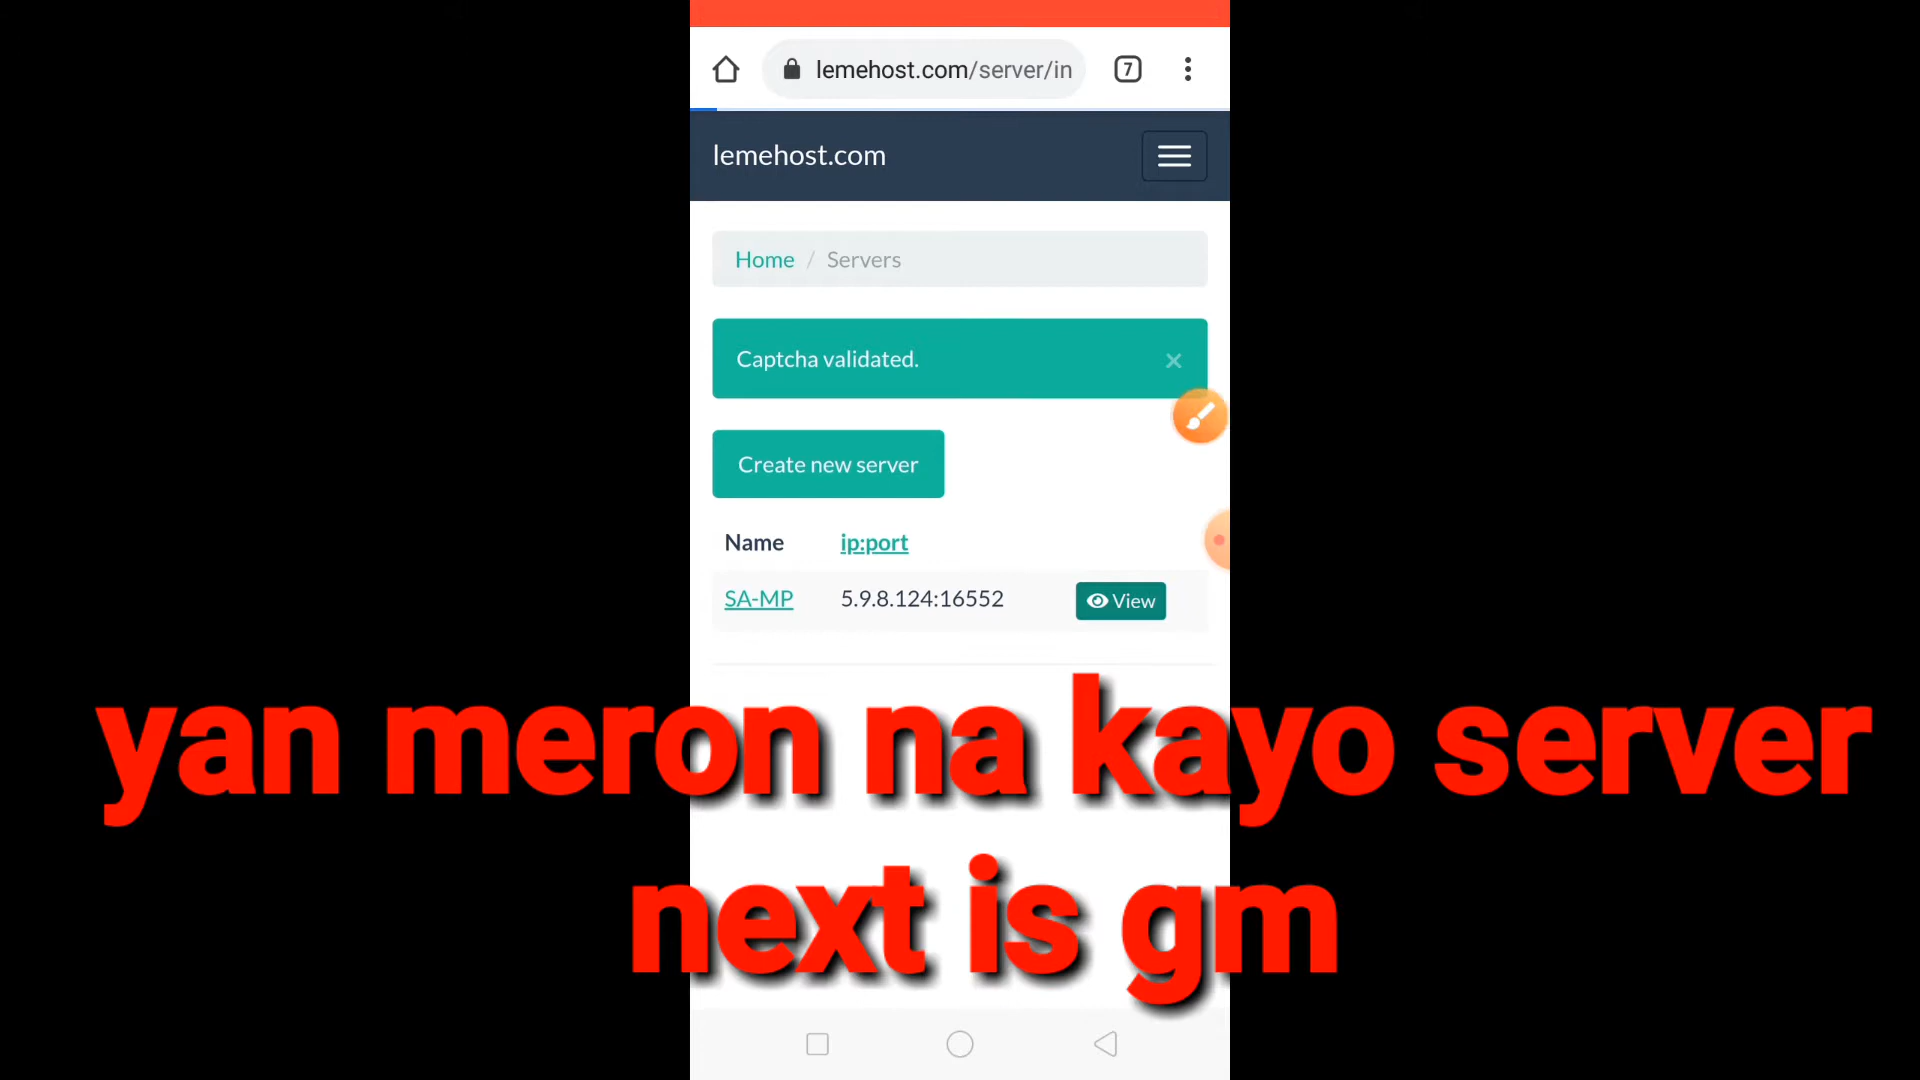 lemehost.com/server/in
7
lemehost.com
Home / Servers
Captcha validated. ×
Create new server
Name ip:port
SA-MP 5.9.8.124:16552 View
yan meron na kayo server
next is gm